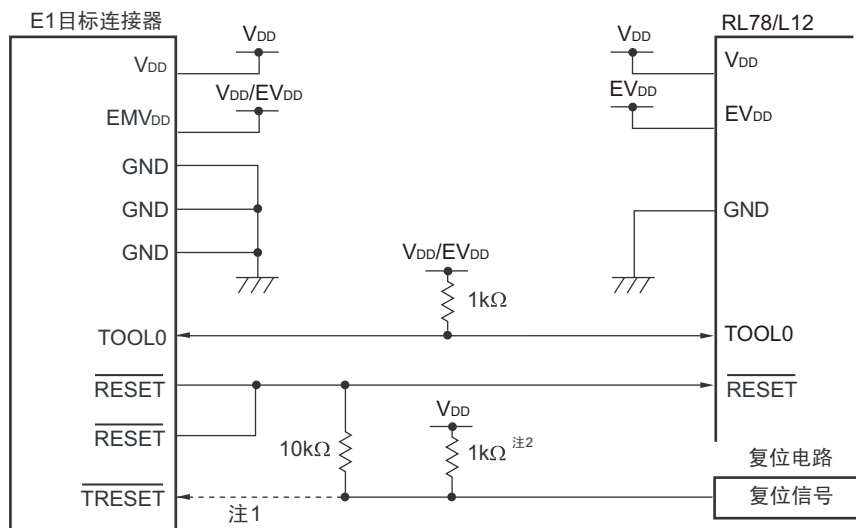 E1目标连接器
RL78/L12
VDD
VDD
VDD
VDD
VDD/EVDD
EVDD
EMVDD
EVDD
GND
GND
GND
GND
VDD/EVDD
1kΩ
TOOL0
TOOL0
RESET
RESET
VDD
RESET
10kΩ
1kΩ 注2
复位电路
TRESET
注1
复位信号